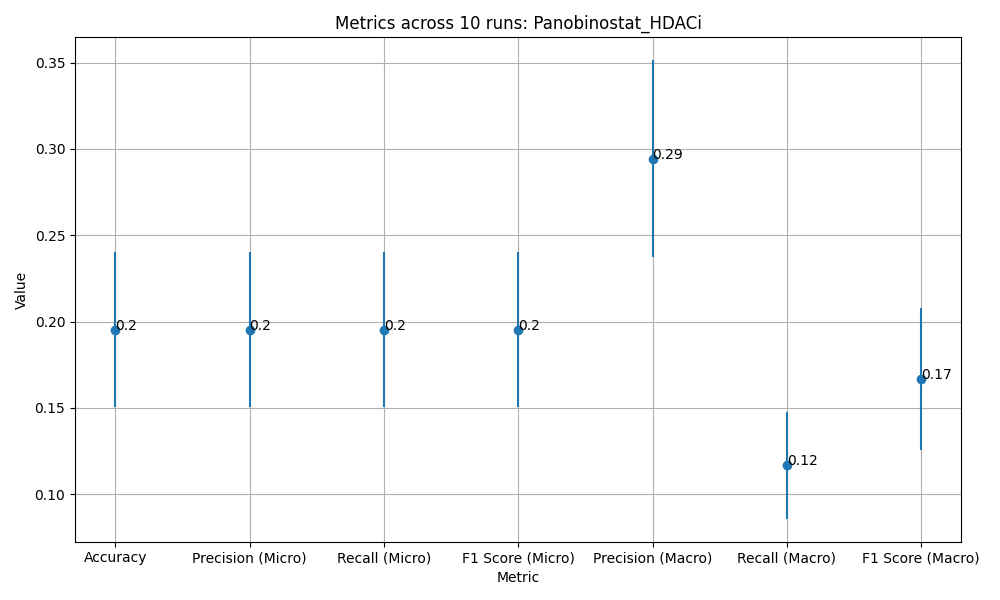 Metrics across 10 runs: Panobinostat_HDACi
Value
0.35
0.30
0.25
0.20
0.15
0.10
0.2
0.2
0.2
0.2
0.29
0.12
0.17
Accuracy
Precision (Micro)
Recall (Micro)
F1 Score (Micro)
Precision (Macro)
Recall (Macro)
F1 Score (Macro)
Metric